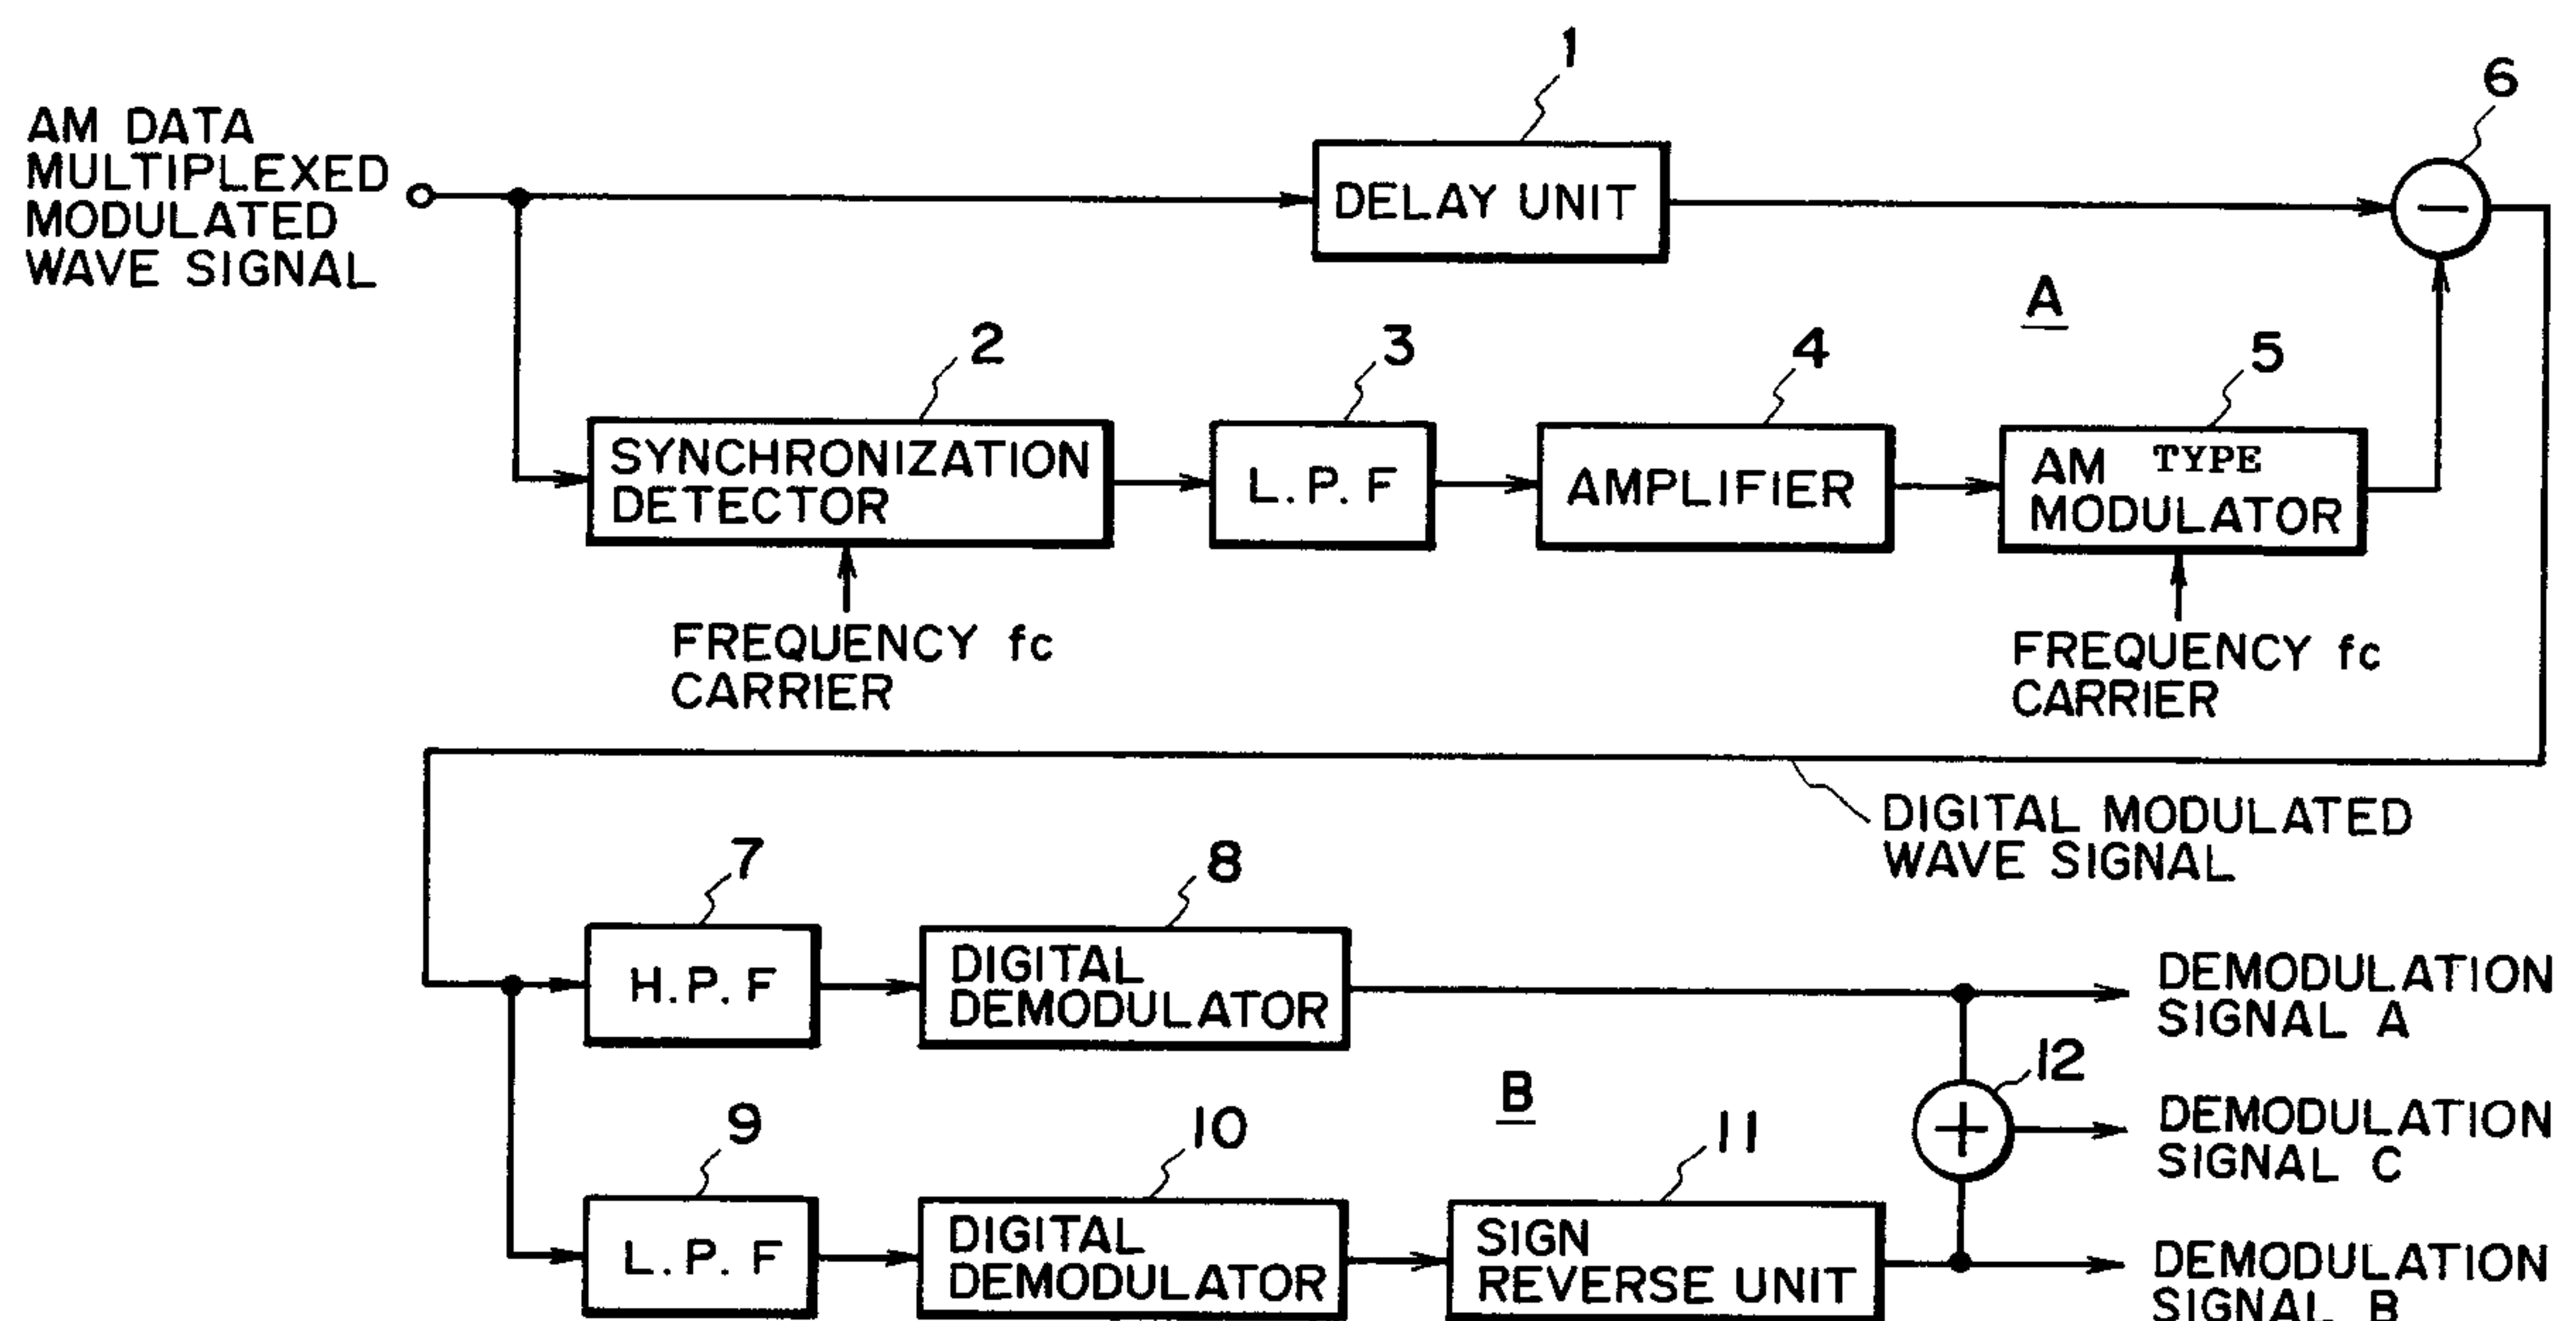 1
6
AM DATA
MULTIPLEXED
MODULATED
WAVE SIGNAL
DELAY UNIT
A
2
3
4
5
SYNCHRONIZATION
DETECTOR
L.P.F
AMPLIFIER
AM TYPE
MODULATOR
FREQUENCY fc
CARRIER
FREQUENCY fc
CARRIER
DIGITAL MODULATED
WAVE SIGNAL
7
8
H.P.F
DIGITAL
DEMODULATOR
DEMODULATION
SIGNAL A
12
B
DEMODULATION
SIGNAL C
9
10
11
L.P.F
DIGITAL
DEMODULATOR
SIGN
REVERSE UNIT
DEMODULATION
SIGNAL B